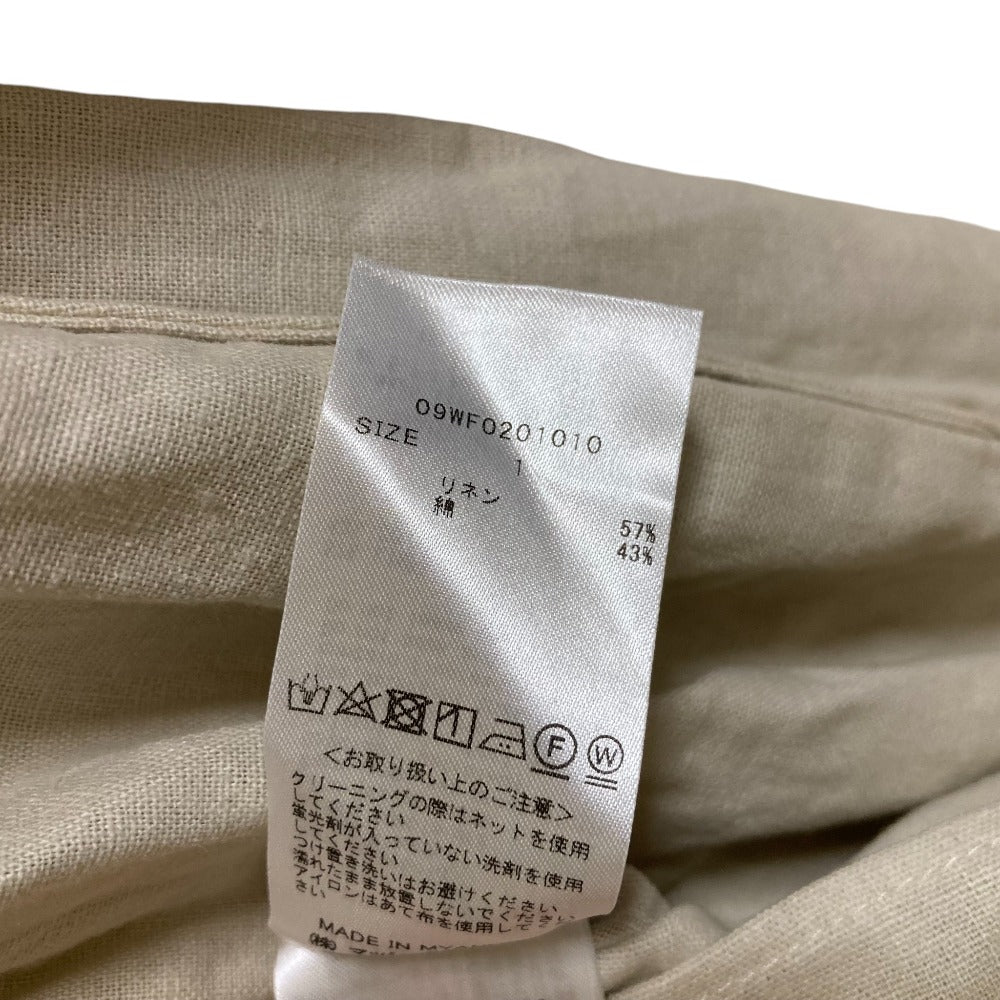 09WF0201010
SIZE 1
リネン 57%
綿 43%
F W
<お取り扱い上のご注意>
クリーニングの際はネットを使用
してください
蛍光剤が入っていない洗剤を使用
してください
つけ置き洗いはお避けください
濡れたまま放置しないでください
アイロンはあて布を使用して
さい
MADE IN
(株)